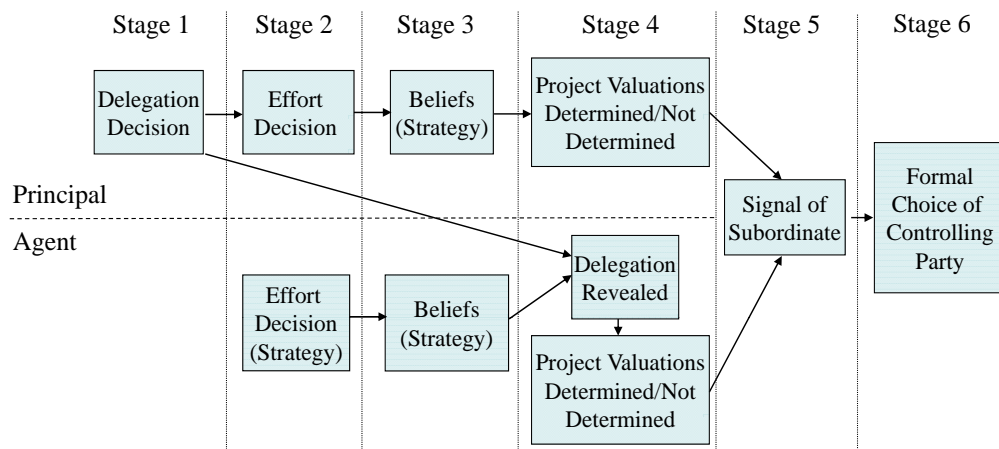 Stage 1
Stage 2
Stage 3
Stage 4
Stage 5
Stage 6
Delegation
Decision
Effort
Decision
Beliefs
(Strategy)
Project Valuations
Determined/Not
Determined
Principal
Agent
Signal of
Subordinate
Formal
Choice of
Controlling
Party
Delegation
Revealed
Effort
Decision
(Strategy)
Beliefs
(Strategy)
Project Valuations
Determined/Not
Determined